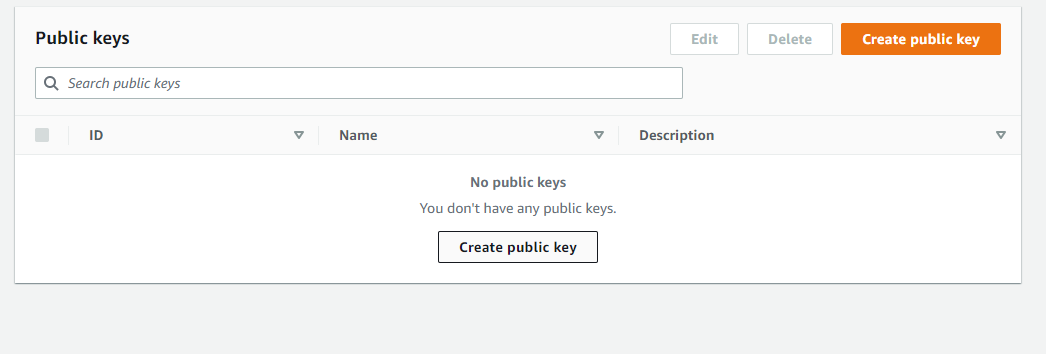 Public keys
Edit
Delete
Create public key
Search public keys
ID
Name
Description
No public keys
You don't have any public keys.
Create public key